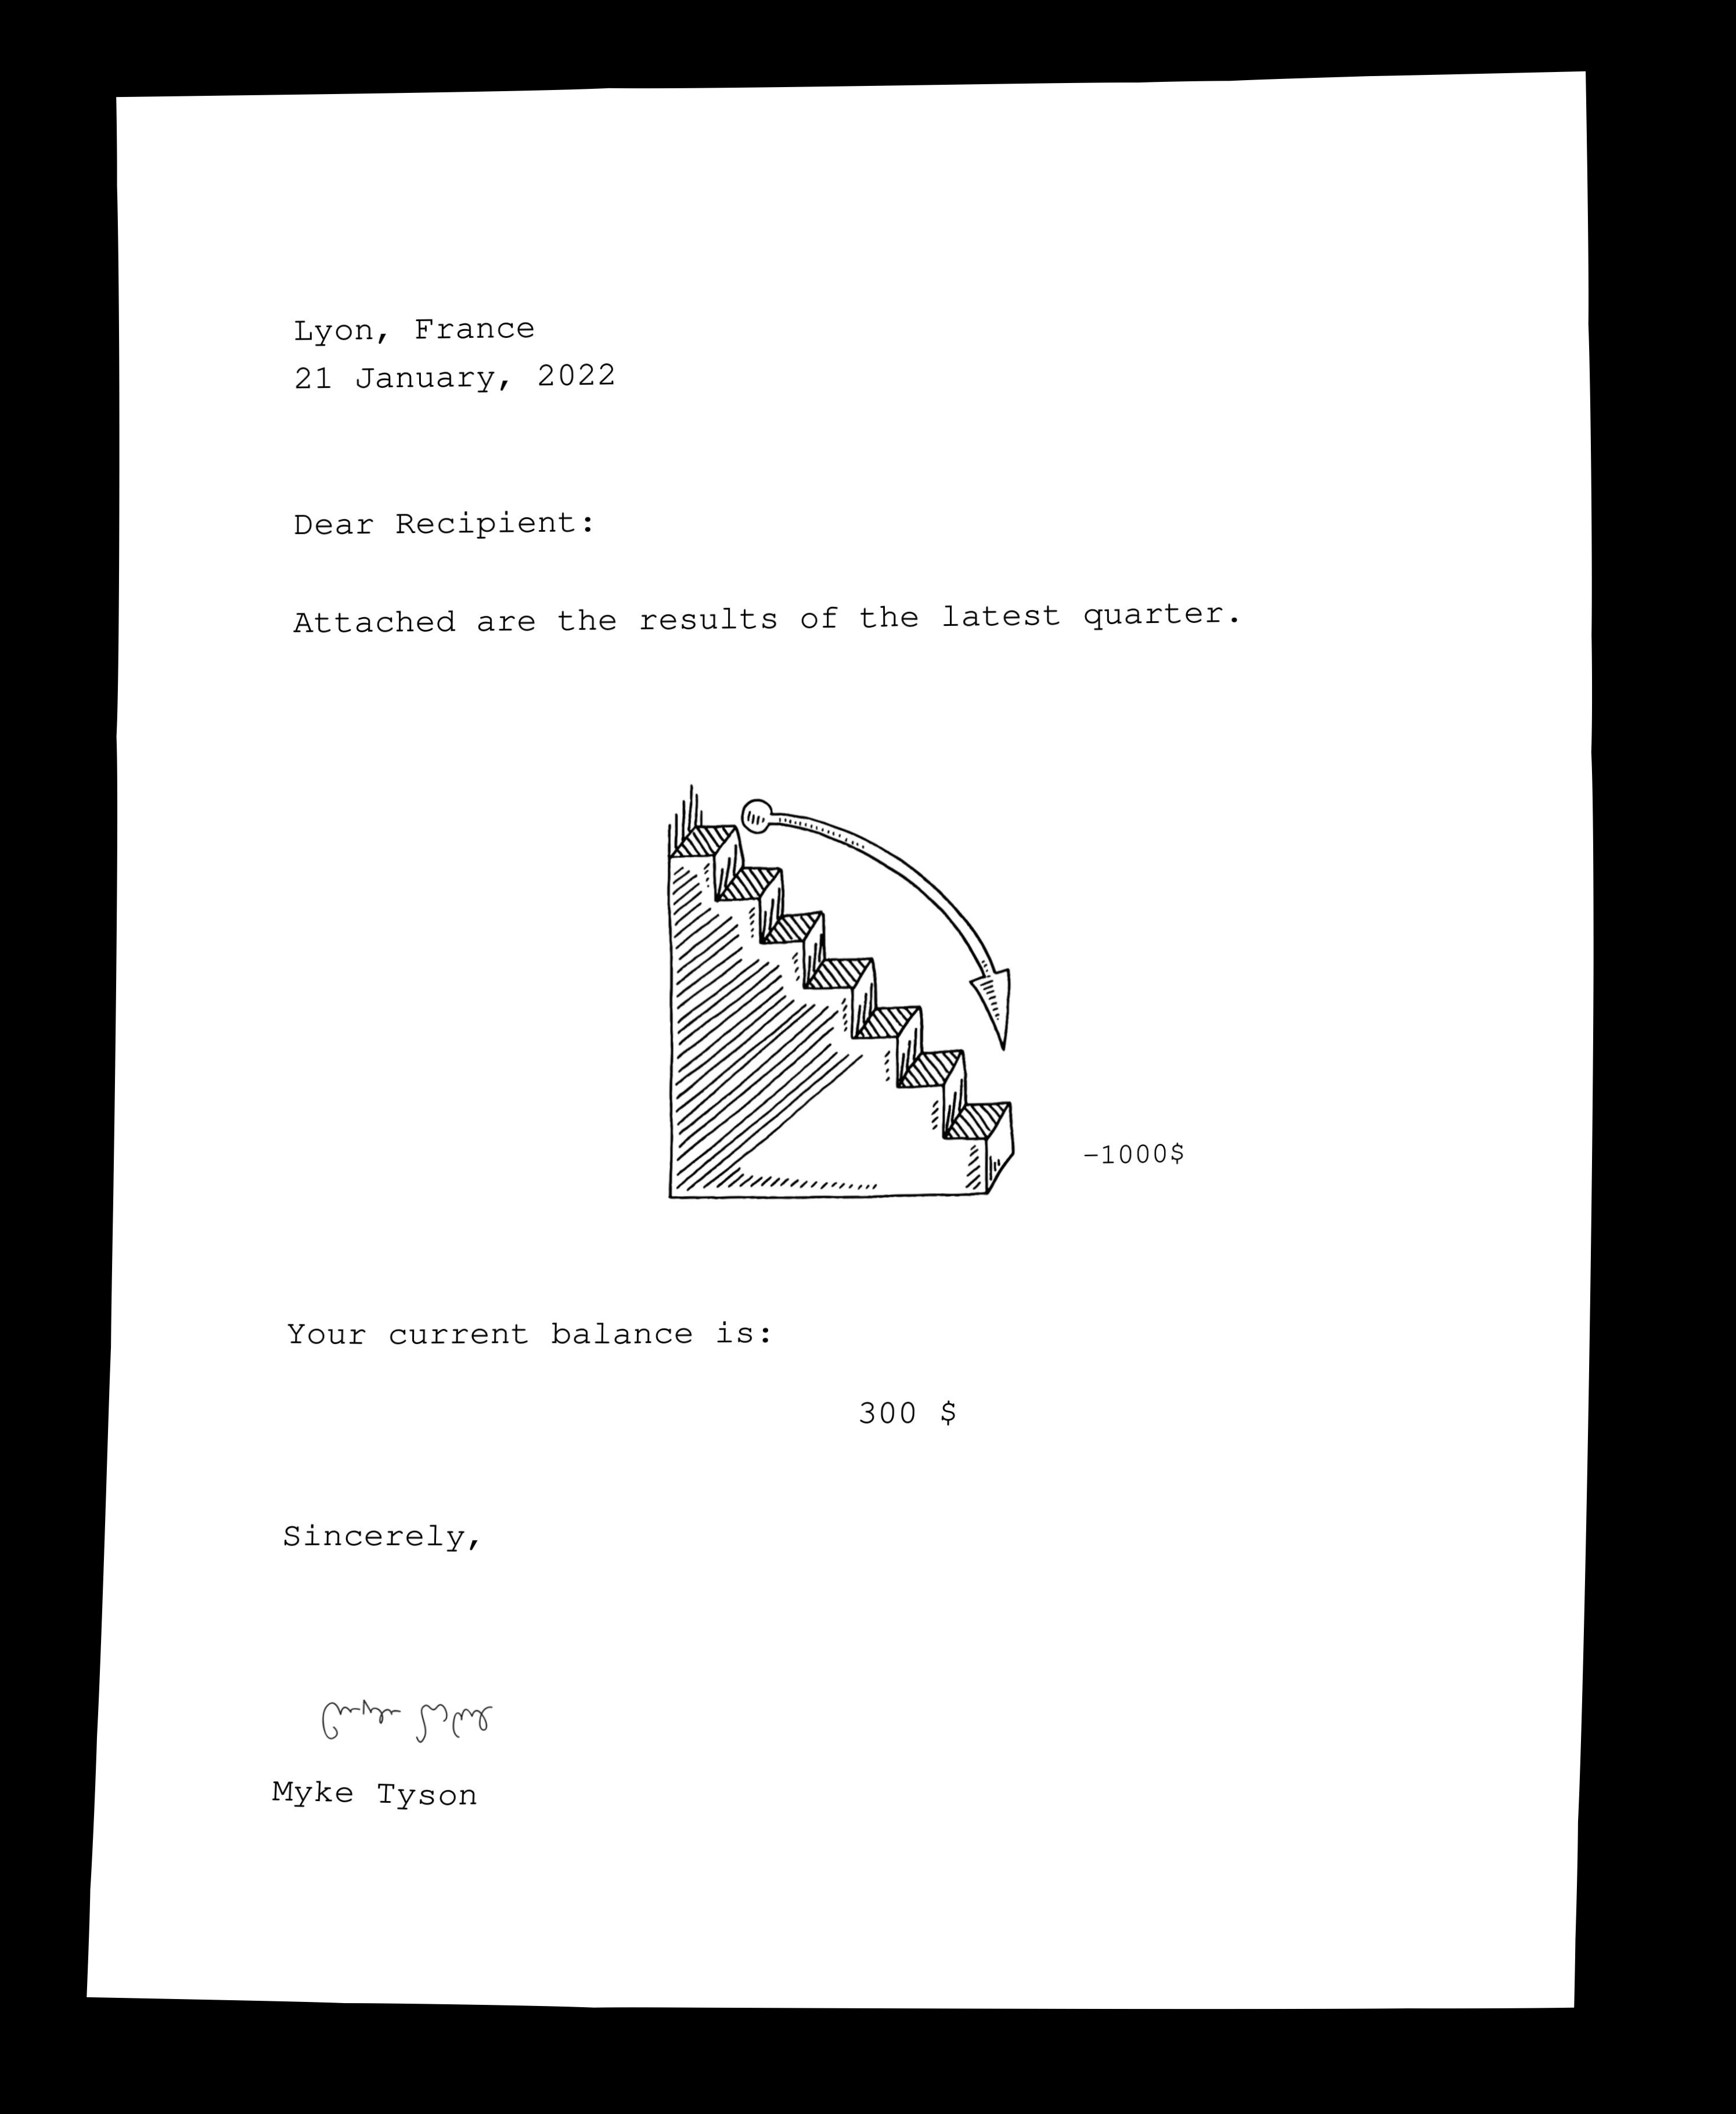 Lyon, France
21 January, 2022
Dear Recipient:
Attached are the results of the latest quarter.
-1000$
Your current balance is:
300 $
Sincerely,
Myke Tyson